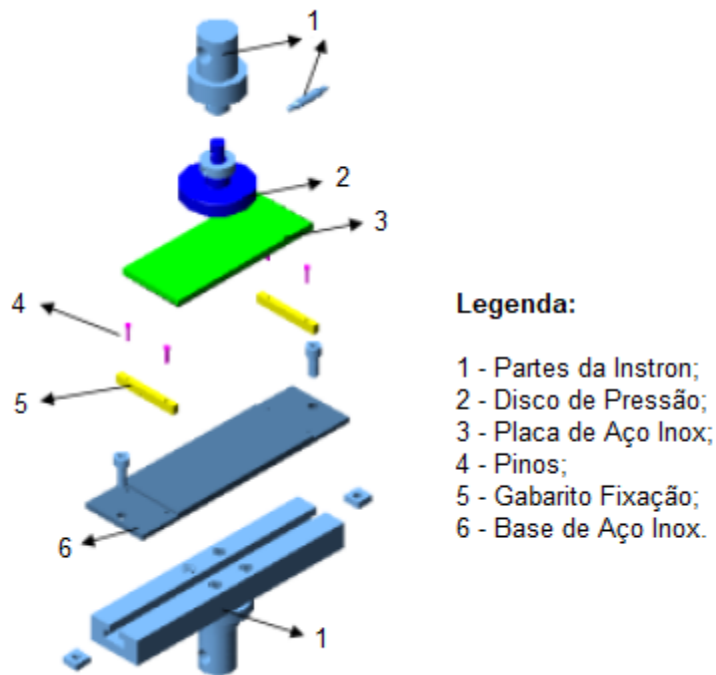 1
2
3
4
5
6
1
Legenda:
1 - Partes da Instron;
2 - Disco de Pressão;
3 - Placa de Aço Inox;
4 - Pinos;
5 - Gabarito Fixação;
6 - Base de Aço Inox.